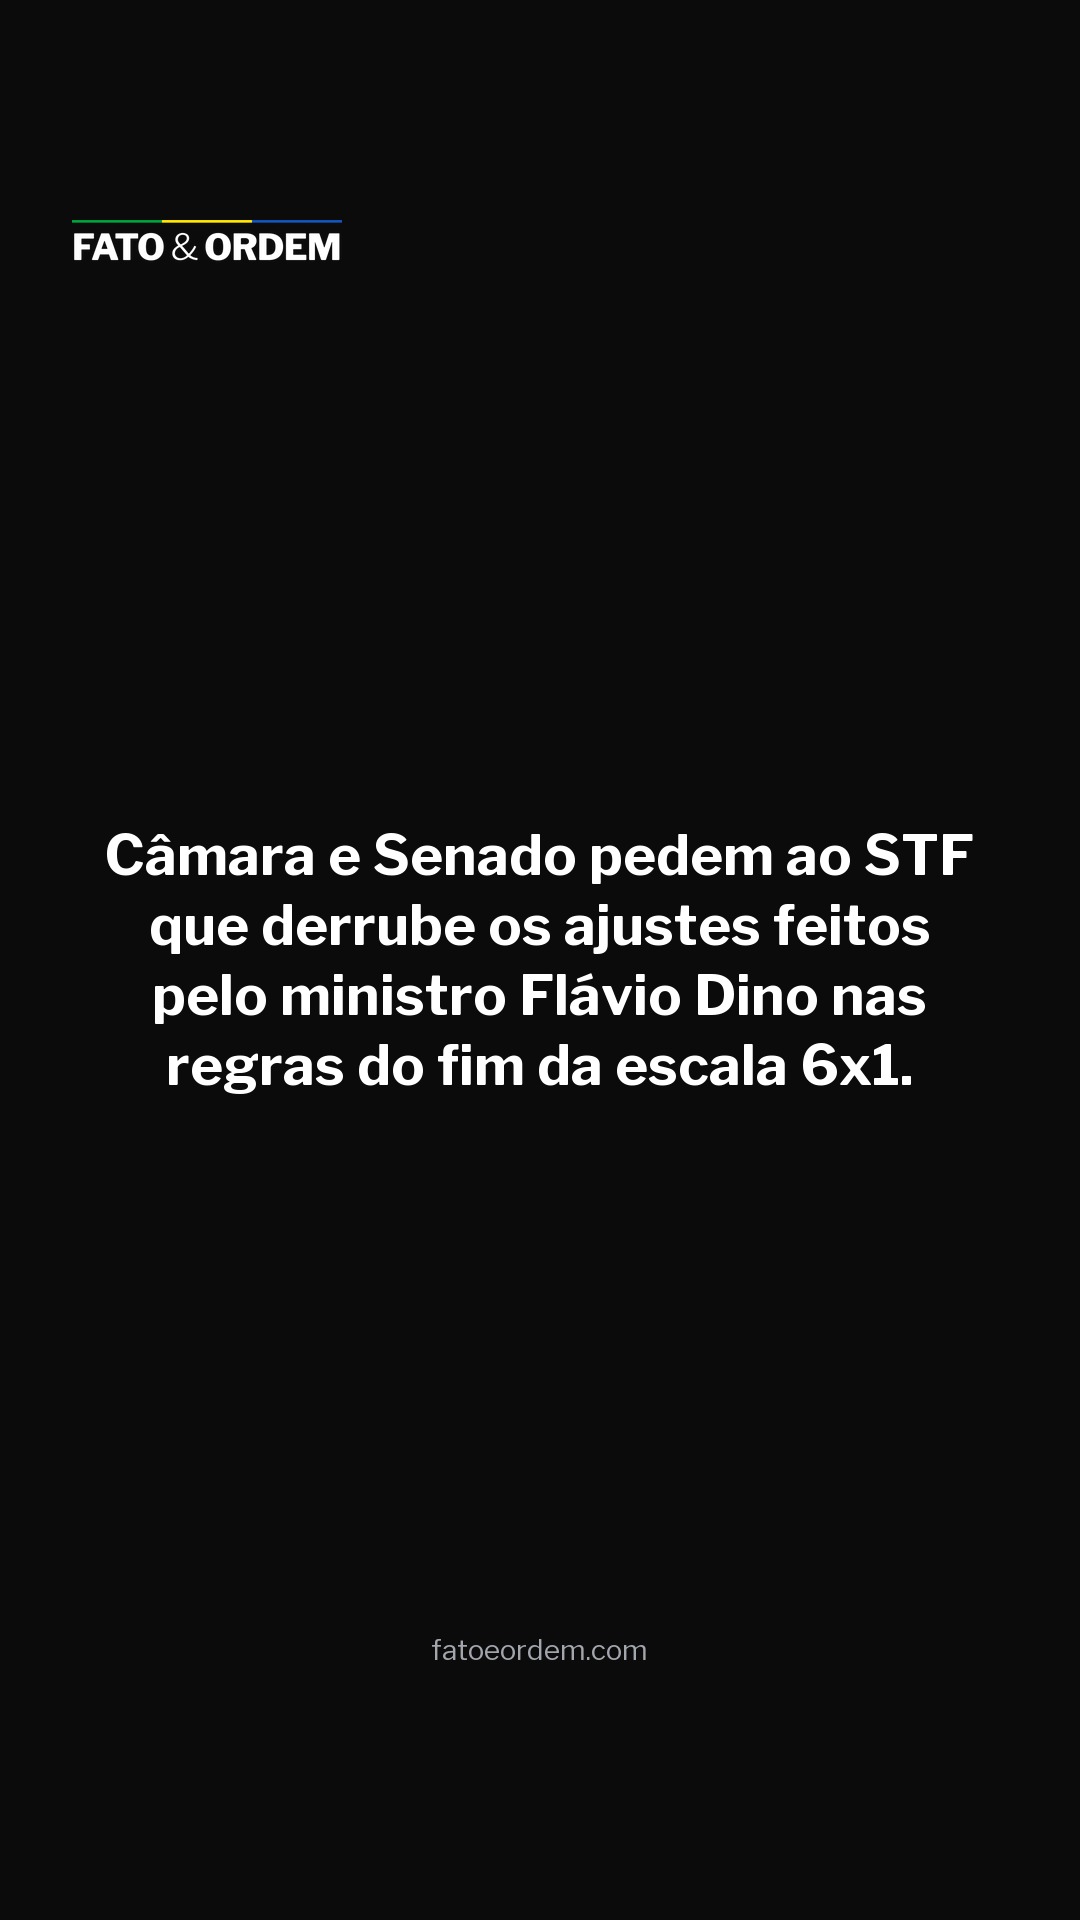 FATO & ORDEM
Câmara e Senado pedem ao STF
que derrube os ajustes feitos
pelo ministro Flávio Dino nas
regras do fim da escala 6x1.
fatoeordem.com